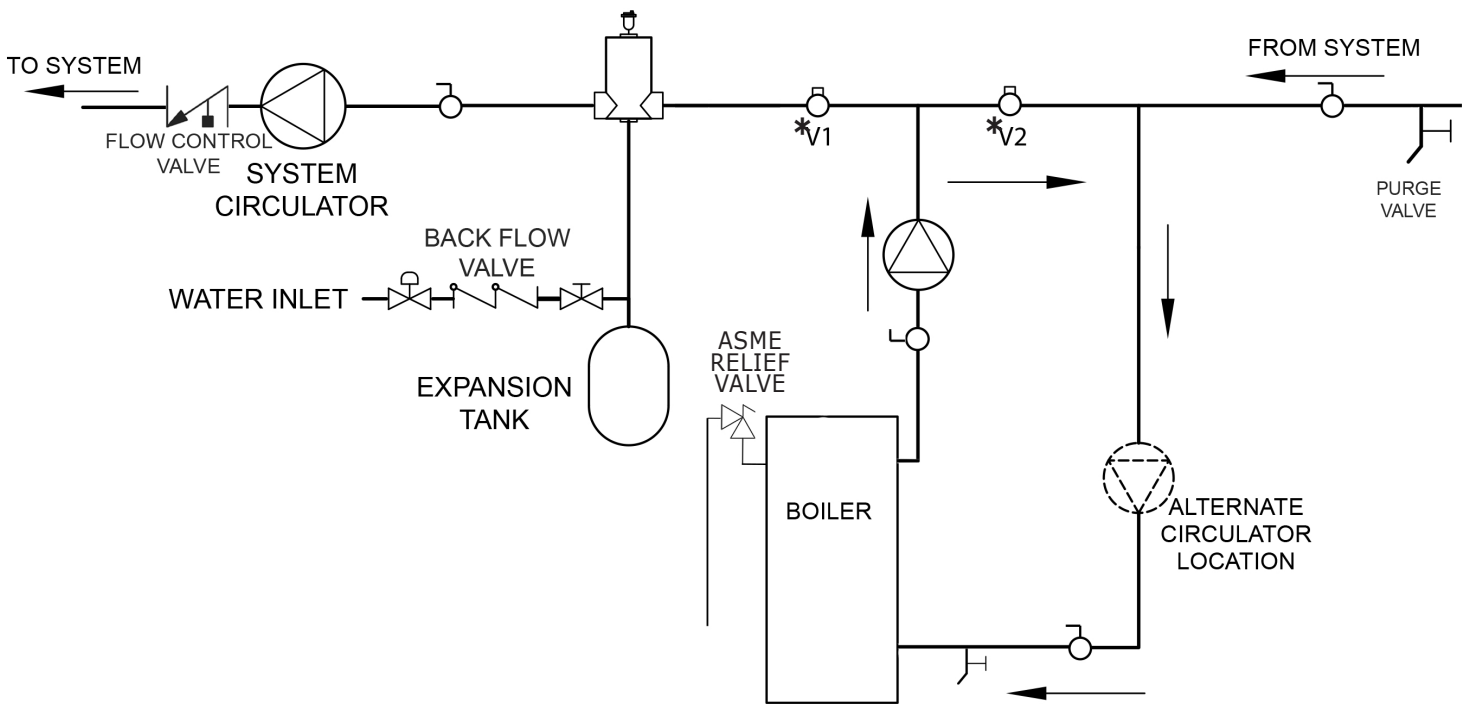 TO SYSTEM
FROM SYSTEM
FLOW CONTROL
VALVE
SYSTEM
CIRCULATOR
*V1
*V2
PURGE
VALVE
BACK FLOW
VALVE
WATER INLET
EXPANSION
TANK
ASME
RELIEF
VALVE
BOILER
ALTERNATE
CIRCULATOR
LOCATION